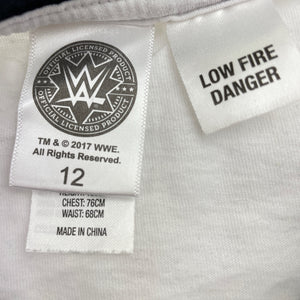 OFFICIAL LICENSED PRODUCT
OFFICIAL LICENSED PRODUCT
TM & © 2017 WWE.
All Rights Reserved.
12
CHEST: 76CM
WAIST: 68CM
MADE IN CHINA
LOW FIRE
DANGER